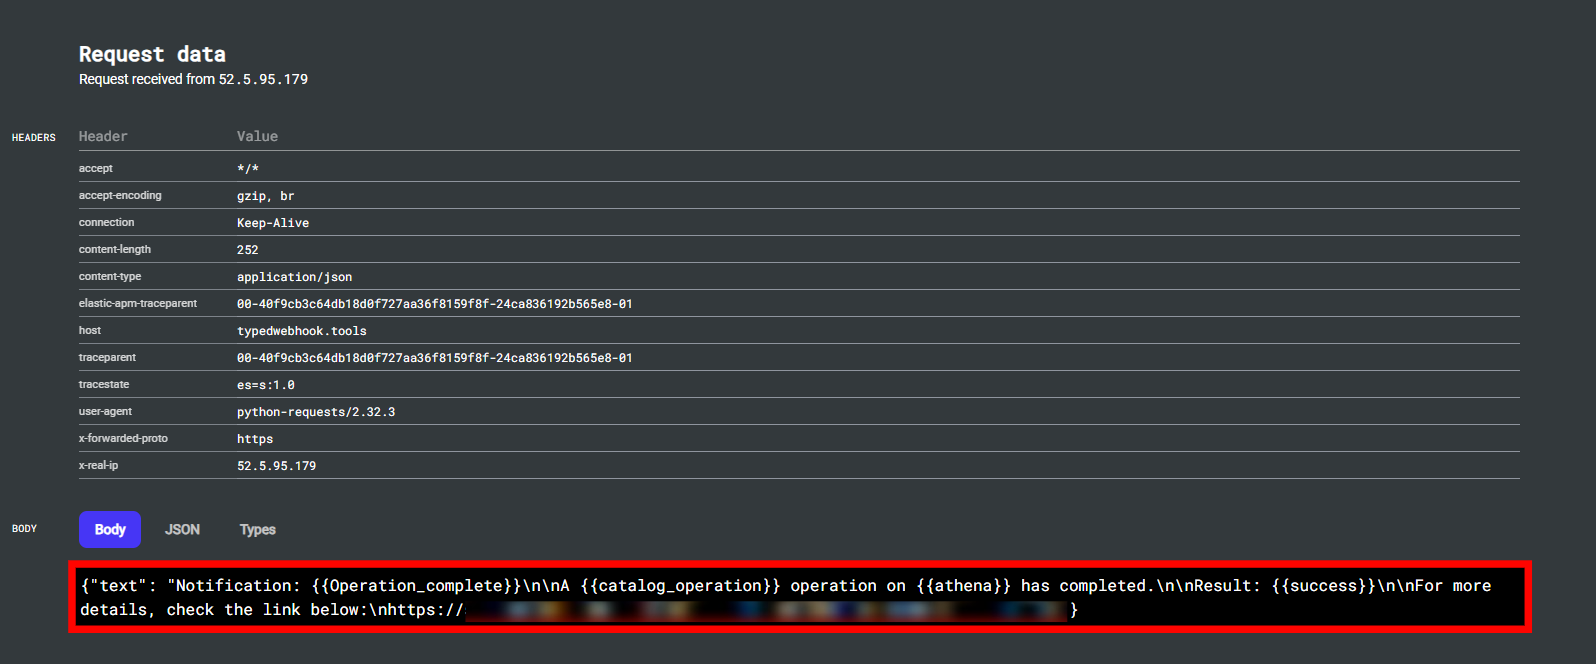 Request data
Request received from 52.5.95.179
HEADERS Header Value
accept */*
accept-encoding gzip, br
connection Keep-Alive
content-length 252
content-type application/json
elastic-apm-traceparent 00-40f9cb3c64db18d0f727aa36f8159f8f-24ca836192b565e8-01
host typedwebhook.tools
traceparent 00-40f9cb3c64db18d0f727aa36f8159f8f-24ca836192b565e8-01
tracestate es=s:1.0
user-agent python-requests/2.32.3
x-forwarded-proto https
x-real-ip 52.5.95.179
BODY Body JSON Types
{"text": "Notification: {{Operation_complete}}\n\nA {{catalog_operation}} operation on {{athena}} has completed.\n\nResult: {{success}}\n\nFor more
details, check the link below:\nhttps:// }